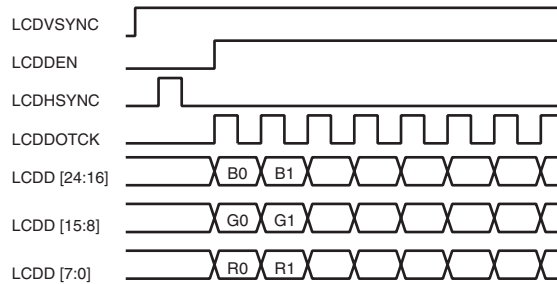 LCDVSYNC
LCDDEN
LCDHSYNC
LCDDOTCK
LCDD [24:16] B0 B1
LCDD [15:8] G0 G1
LCDD [7:0] R0 R1